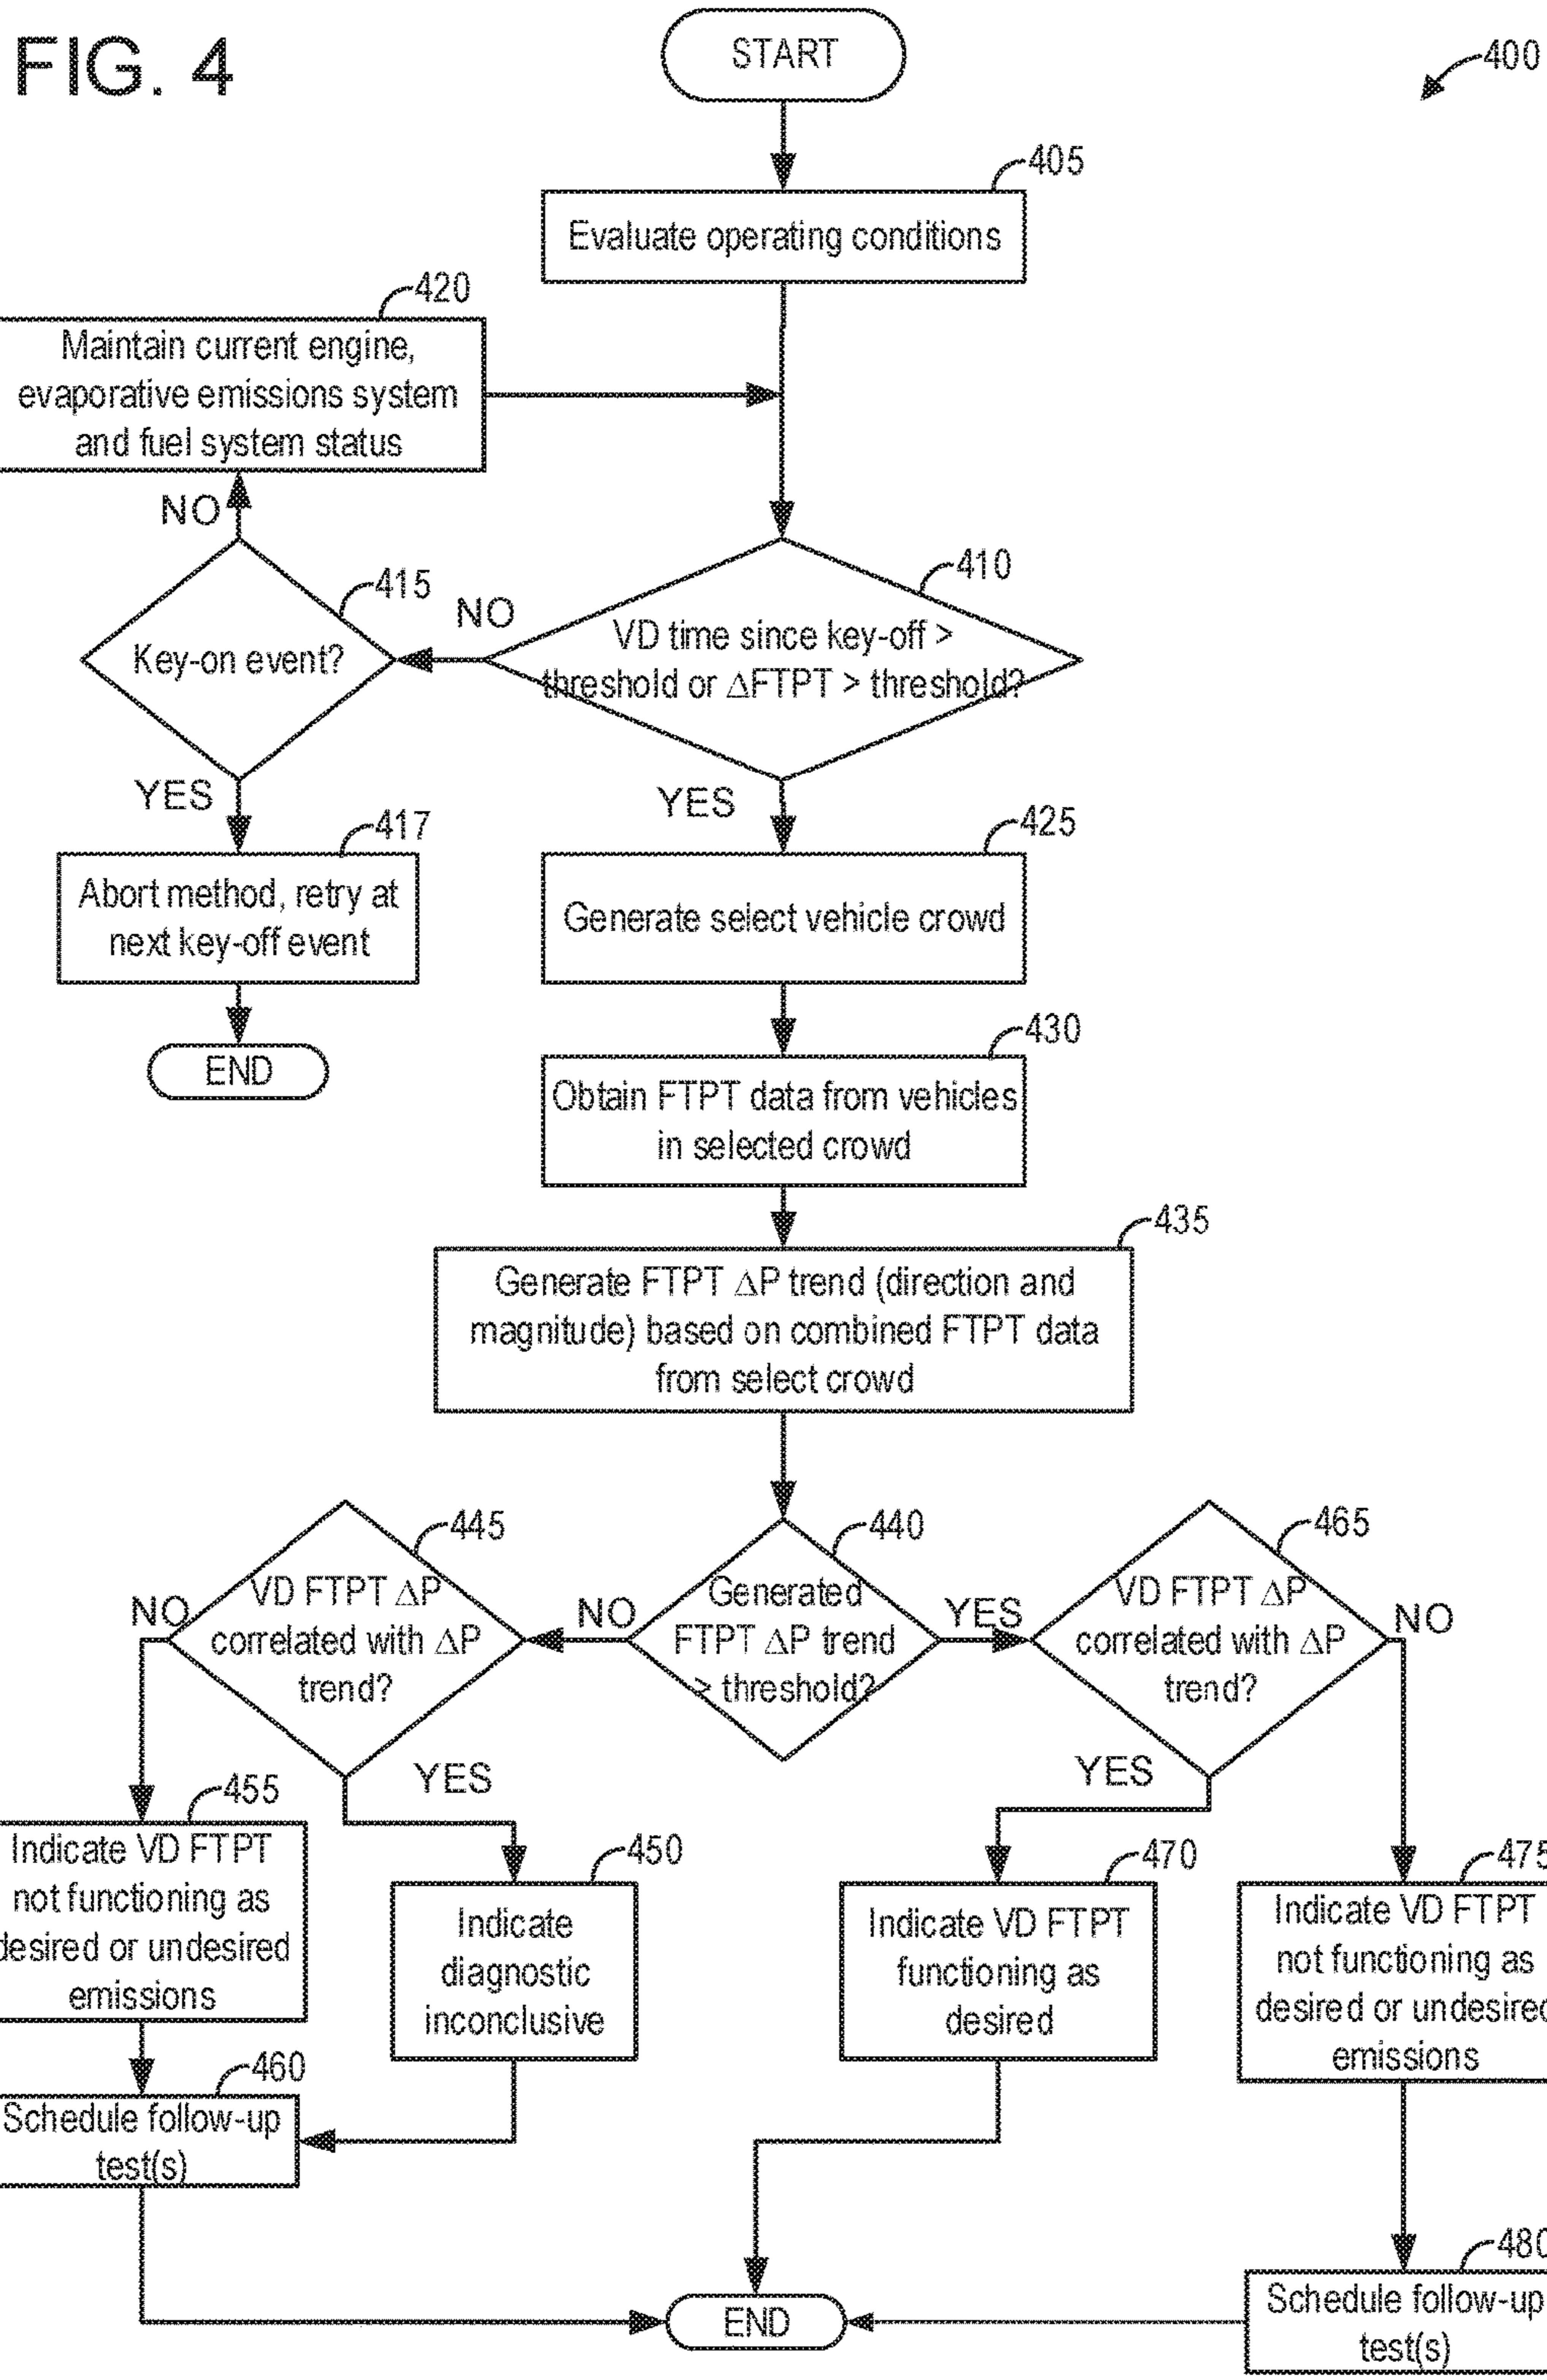 FIG. 4
START
400
405
Evaluate operating conditions
420
Maintain current engine,
evaporative emissions system
and fuel system status
NO
415
Key-on event?
NO
410
VD time since key-off >
threshold or ΔFTPT > threshold?
YES
417
Abort method, retry at
next key-off event
END
YES
425
Generate select vehicle crowd
430
Obtain FTPT data from vehicles
in selected crowd
435
Generate FTPT ΔP trend (direction and
magnitude) based on combined FTPT data
from select crowd
445
VD FTPT ΔP
correlated with ΔP
trend?
NO
YES
440
Generated
FTPT ΔP trend
> threshold?
NO
YES
465
VD FTPT ΔP
correlated with ΔP
trend?
YES
NO
455
Indicate VD FTPT
not functioning as
desired or undesired
emissions
450
Indicate
diagnostic
inconclusive
470
Indicate VD FTPT
functioning as
desired
475
Indicate VD FTPT
not functioning as
desired or undesired
emissions
460
Schedule follow-up
test(s)
END
480
Schedule follow-up
test(s)